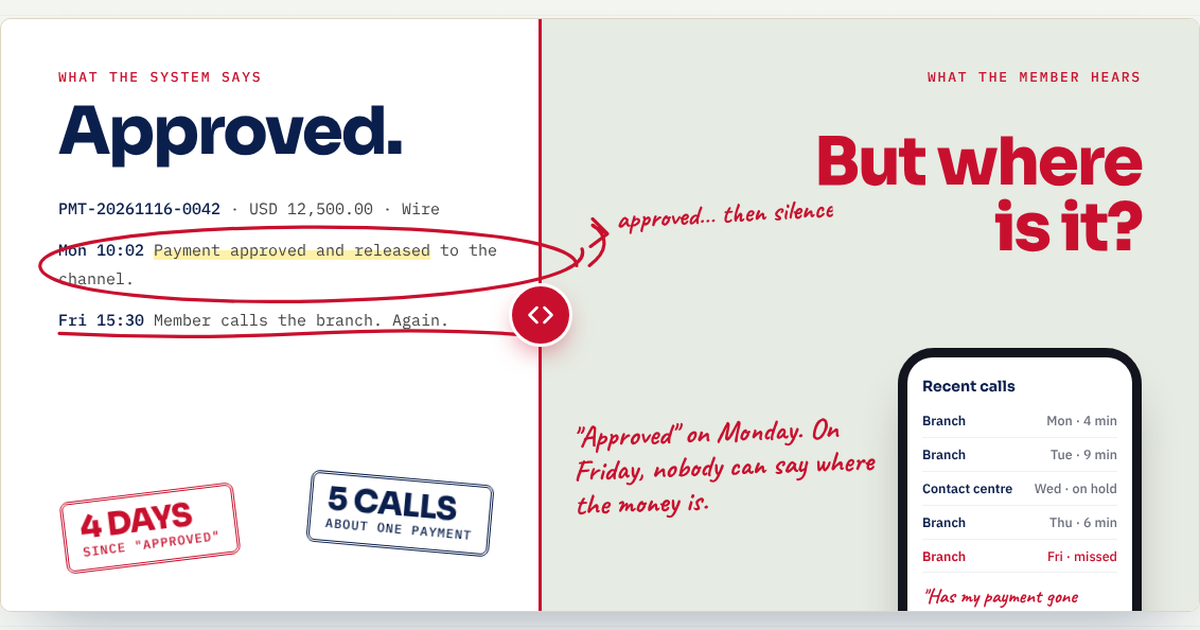 WHAT THE SYSTEM SAYS
Approved.
PMT-20261116-0042 · USD 12,500.00 · Wire
Mon 10:02 Payment approved and released to the
channel.
Fri 15:30 Member calls the branch. Again.
4 DAYS
SINCE "APPROVED"
5 CALLS
ABOUT ONE PAYMENT
WHAT THE MEMBER HEARS
But where
is it?
approved... then silence
"Approved" on Monday. On
Friday, nobody can say where
the money is.
Recent calls
Branch Mon · 4 min
Branch Tue · 9 min
Contact centre Wed · on hold
Branch Thu · 6 min
Branch Fri · missed
"Has my payment gone